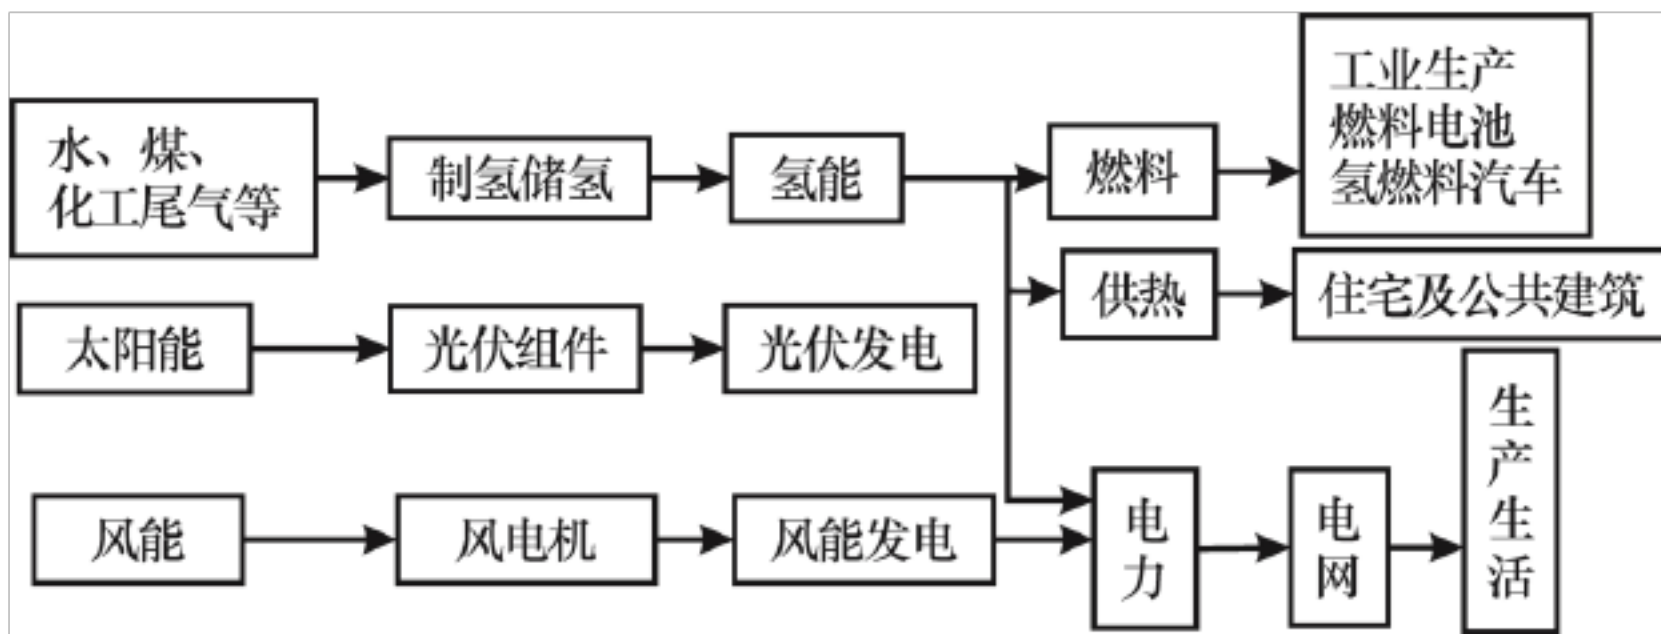 水、煤、
化工尾气等
制氢储氢
氢能
燃料
工业生产
燃料电池
氢燃料汽车
供热
住宅及公共建筑
太阳能
光伏组件
光伏发电
风能
风电机
风能发电
电力
电网
生产生活